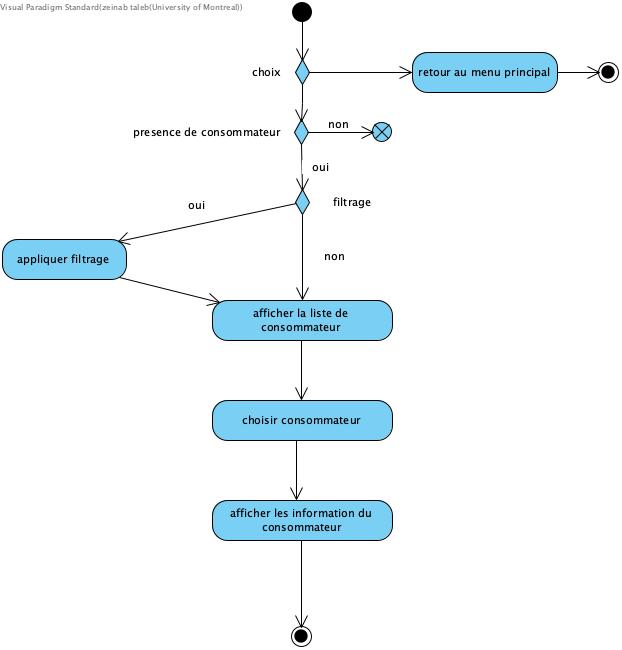 Visual Paradigm Standard(zeinab taleb(University of Montreal))
choix
retour au menu principal
presence de consommateur
non
oui
filtrage
oui
non
appliquer filtrage
afficher la liste de
consommateur
choisir consommateur
afficher les information du
consommateur